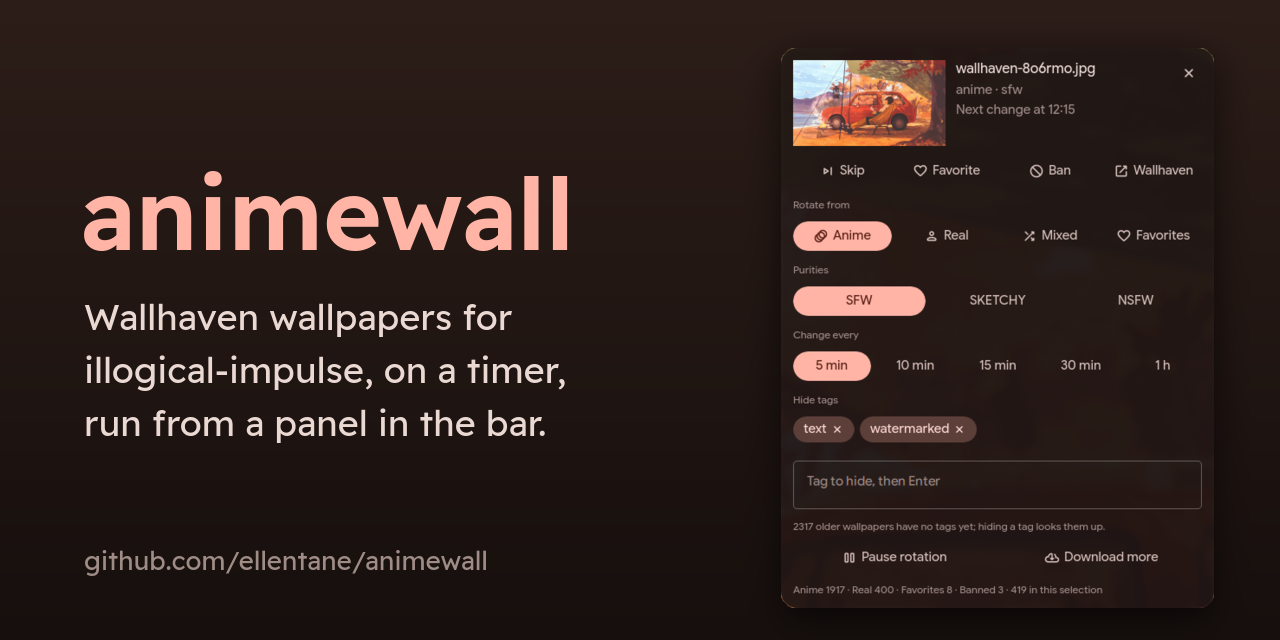 animewall
Wallhaven wallpapers for
illogical-impulse, on a timer,
run from a panel in the bar.
github.com/ellentane/animewall
wallhaven-8o6rmo.jpg
anime · sfw
Next change at 12:15
Skip Favorite Ban Wallhaven
Rotate from
Anime Real Mixed Favorites
Purities
SFW SKETCHY NSFW
Change every
5 min 10 min 15 min 30 min 1 h
Hide tags
text × watermarked ×
Tag to hide, then Enter
2317 older wallpapers have no tags yet; hiding a tag looks them up.
Pause rotation Download more
Anime 1917 · Real 400 · Favorites 8 · Banned 3 · 419 in this selection